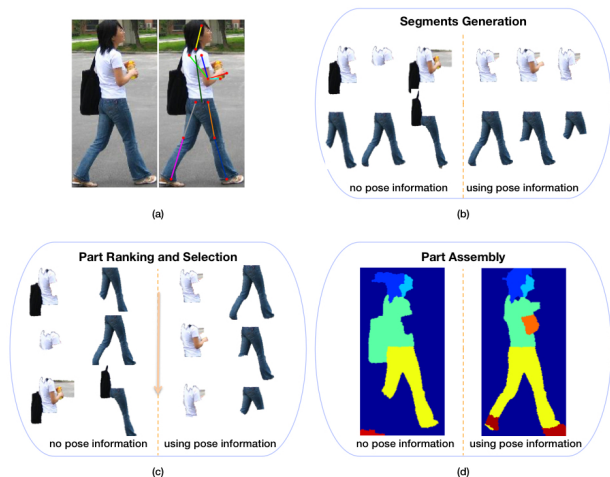 Segments Generation
no pose information
using pose information
(a)
(b)
Part Ranking and Selection
no pose information
using pose information
(c)
Part Assembly
no pose information
using pose information
(d)